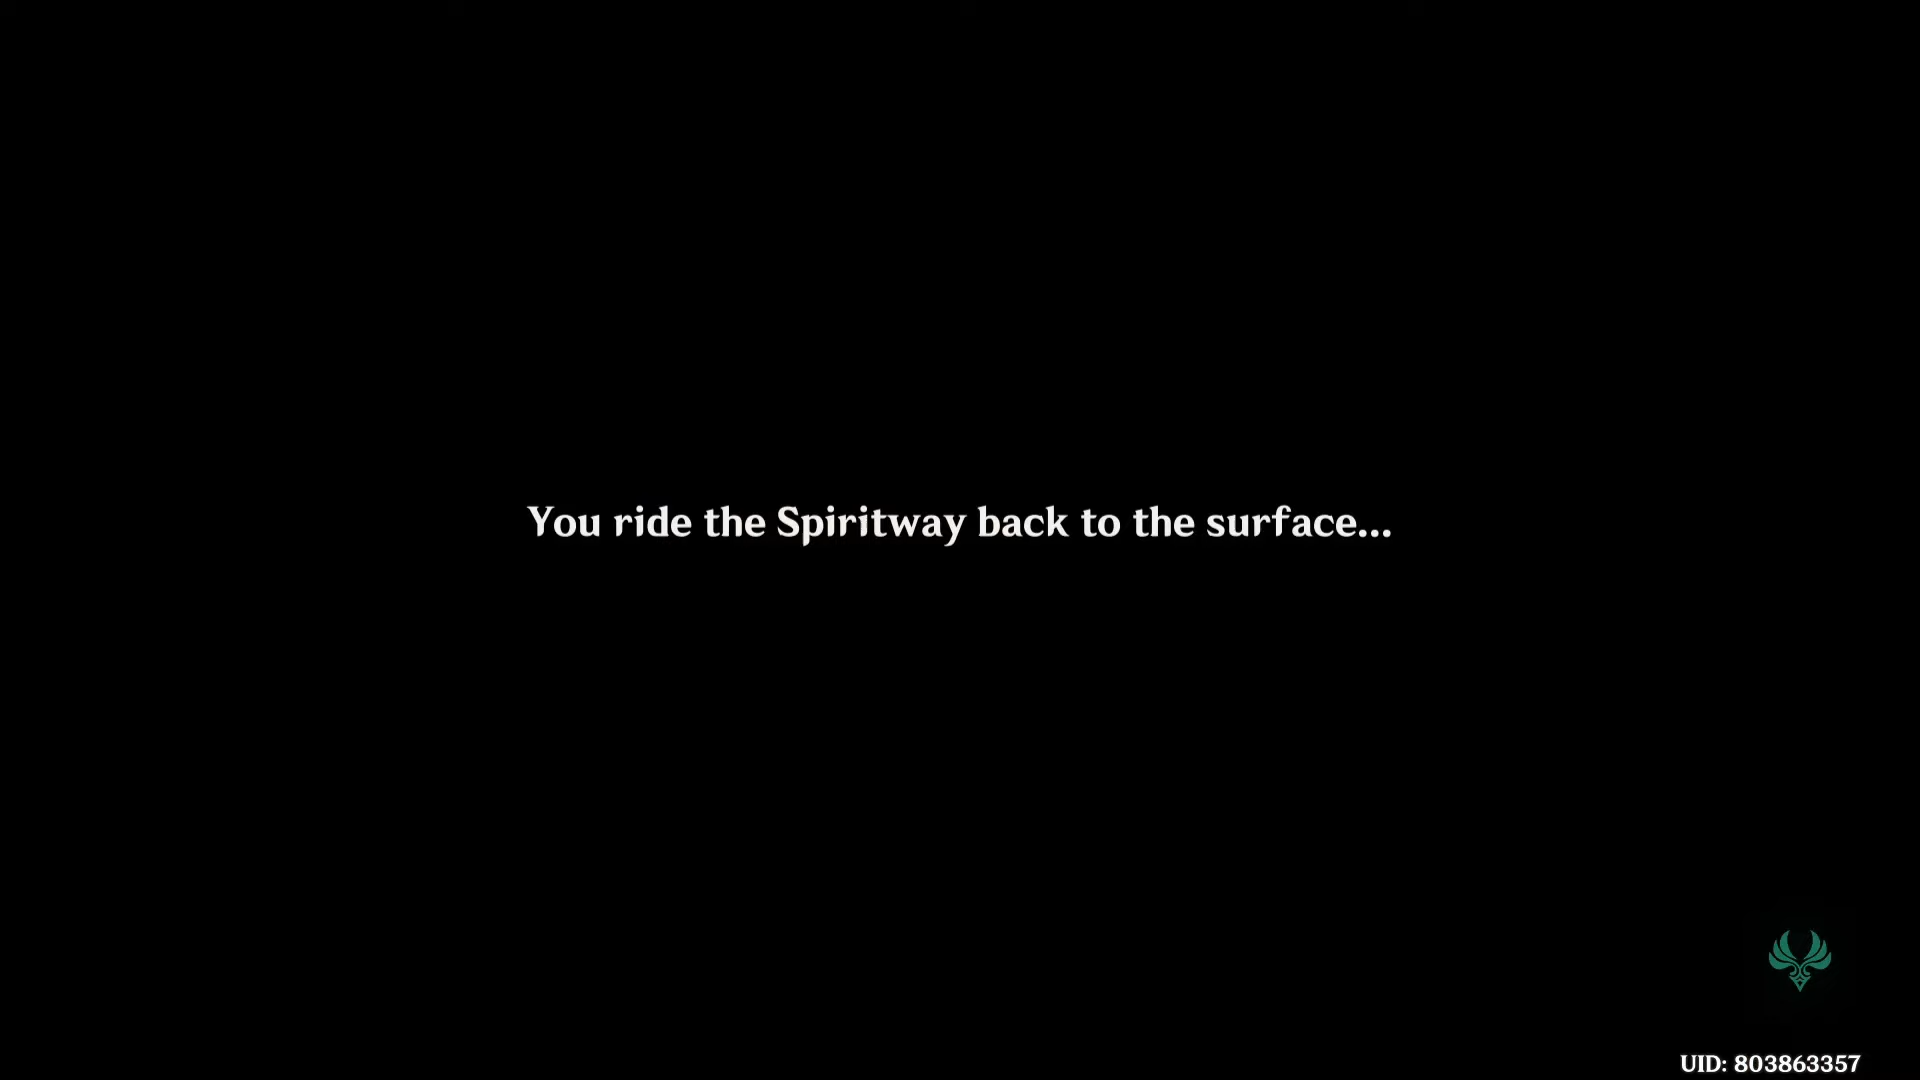 You ride the Spiritway back to the surface...
UID: 803863357